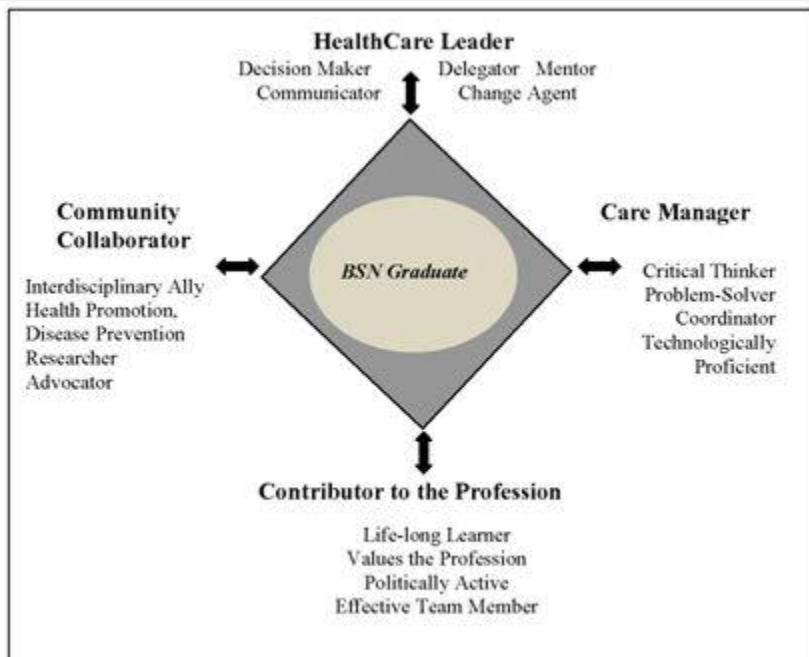 HealthCare Leader
Decision Maker Delegator Mentor
Communicator Change Agent
Community
Collaborator
Interdisciplinary Ally
Health Promotion,
Disease Prevention
Researcher
Advocator
BSN Graduate
Care Manager
Critical Thinker
Problem-Solver
Coordinator
Technologically
Proficient
Contributor to the Profession
Life-long Learner
Values the Profession
Politically Active
Effective Team Member